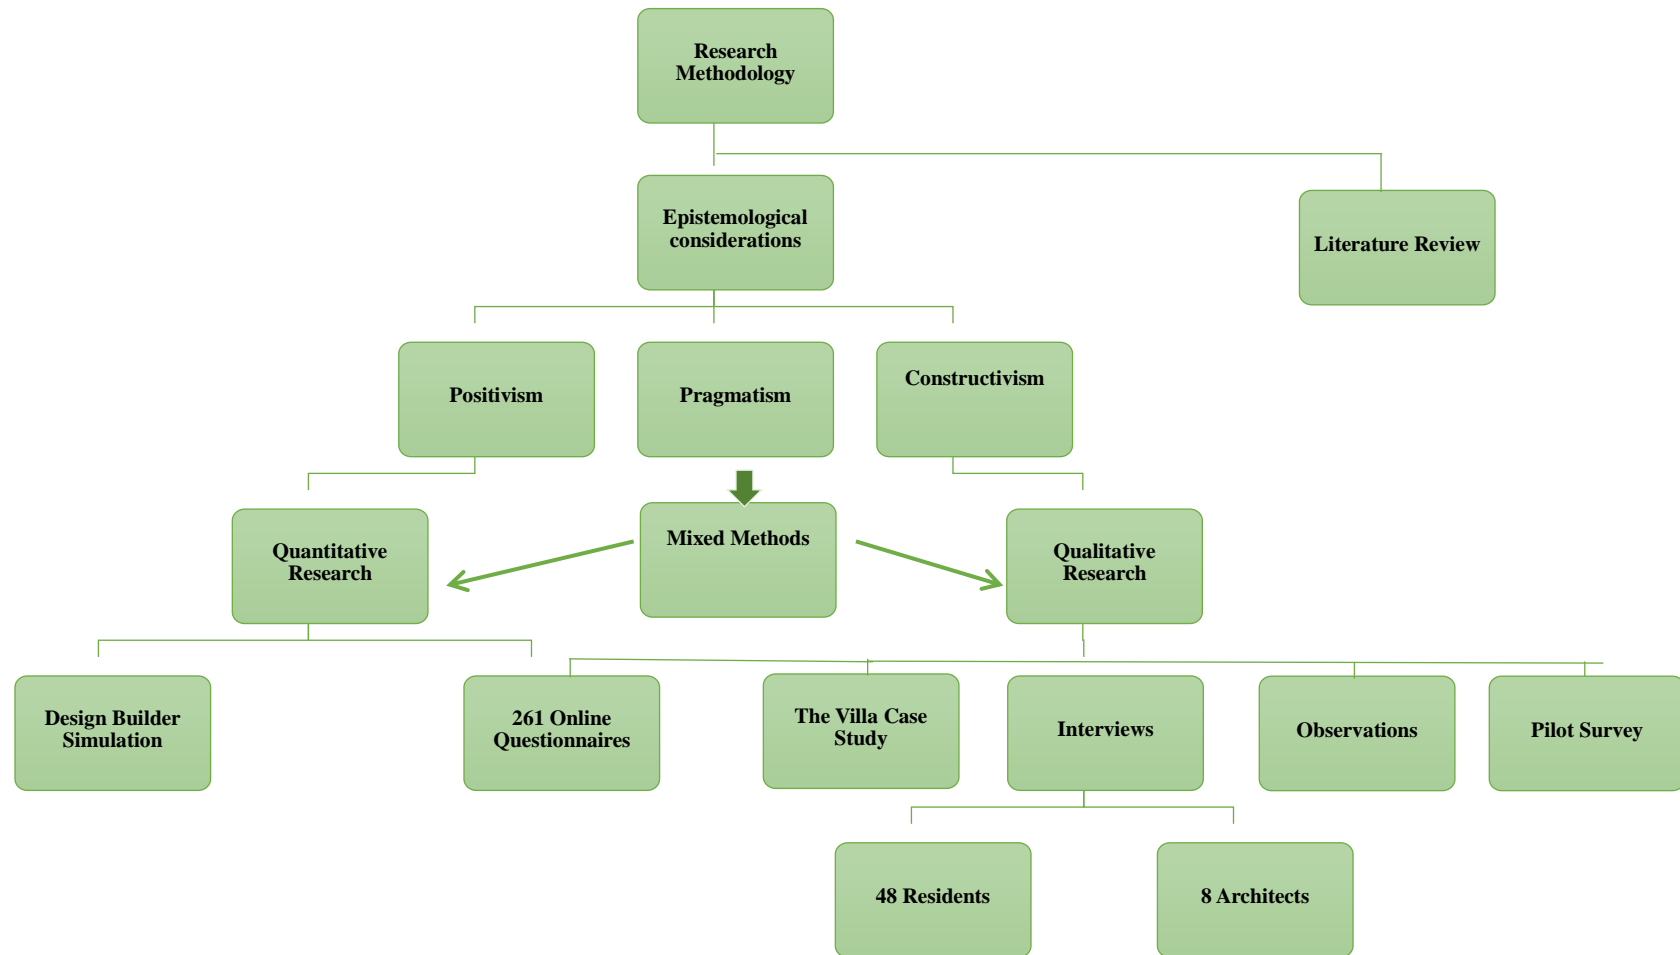 Research
Methodology
Epistemological
considerations
Literature Review
Positivism
Pragmatism
Constructivism
Quantitative
Research
Mixed Methods
Qualitative
Research
Design Builder
Simulation
261 Online
Questionnaires
The Villa Case
Study
Interviews
Observations
Pilot Survey
48 Residents
8 Architects